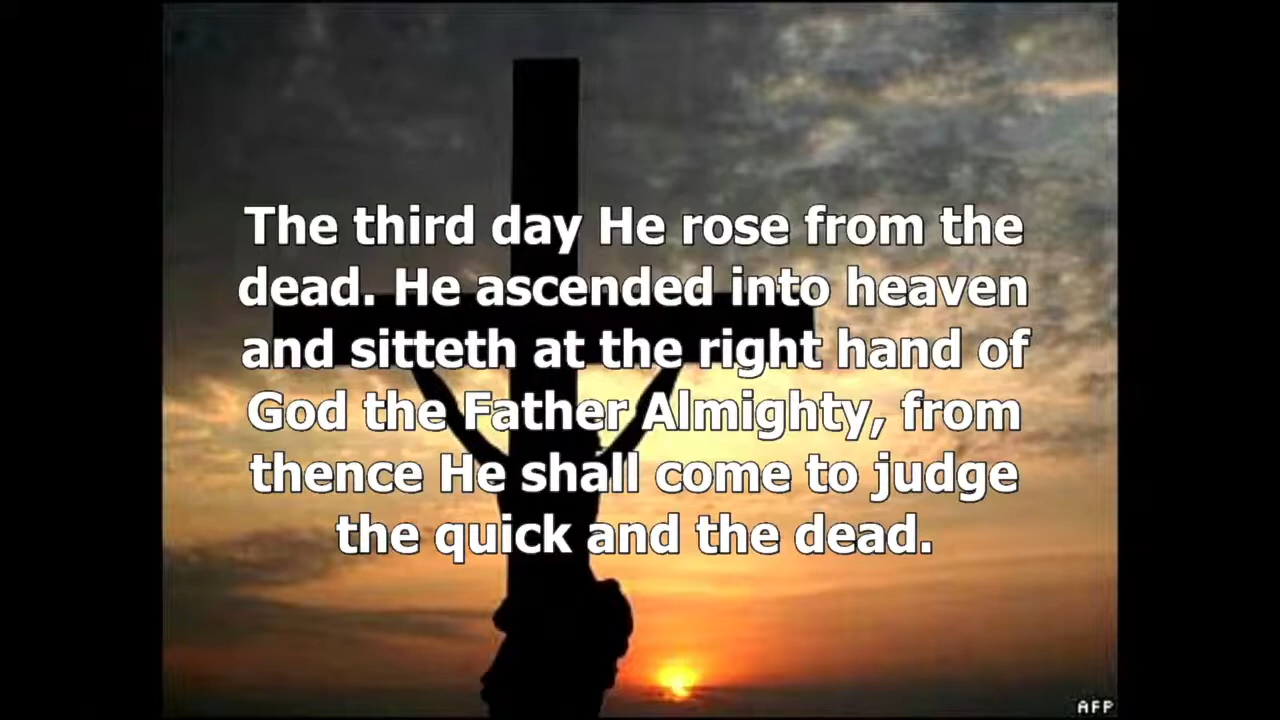 The third day He rose from the
dead. He ascended into heaven
and sitteth at the right hand of
God the Father Almighty, from
thence He shall come to judge
the quick and the dead.
AFP